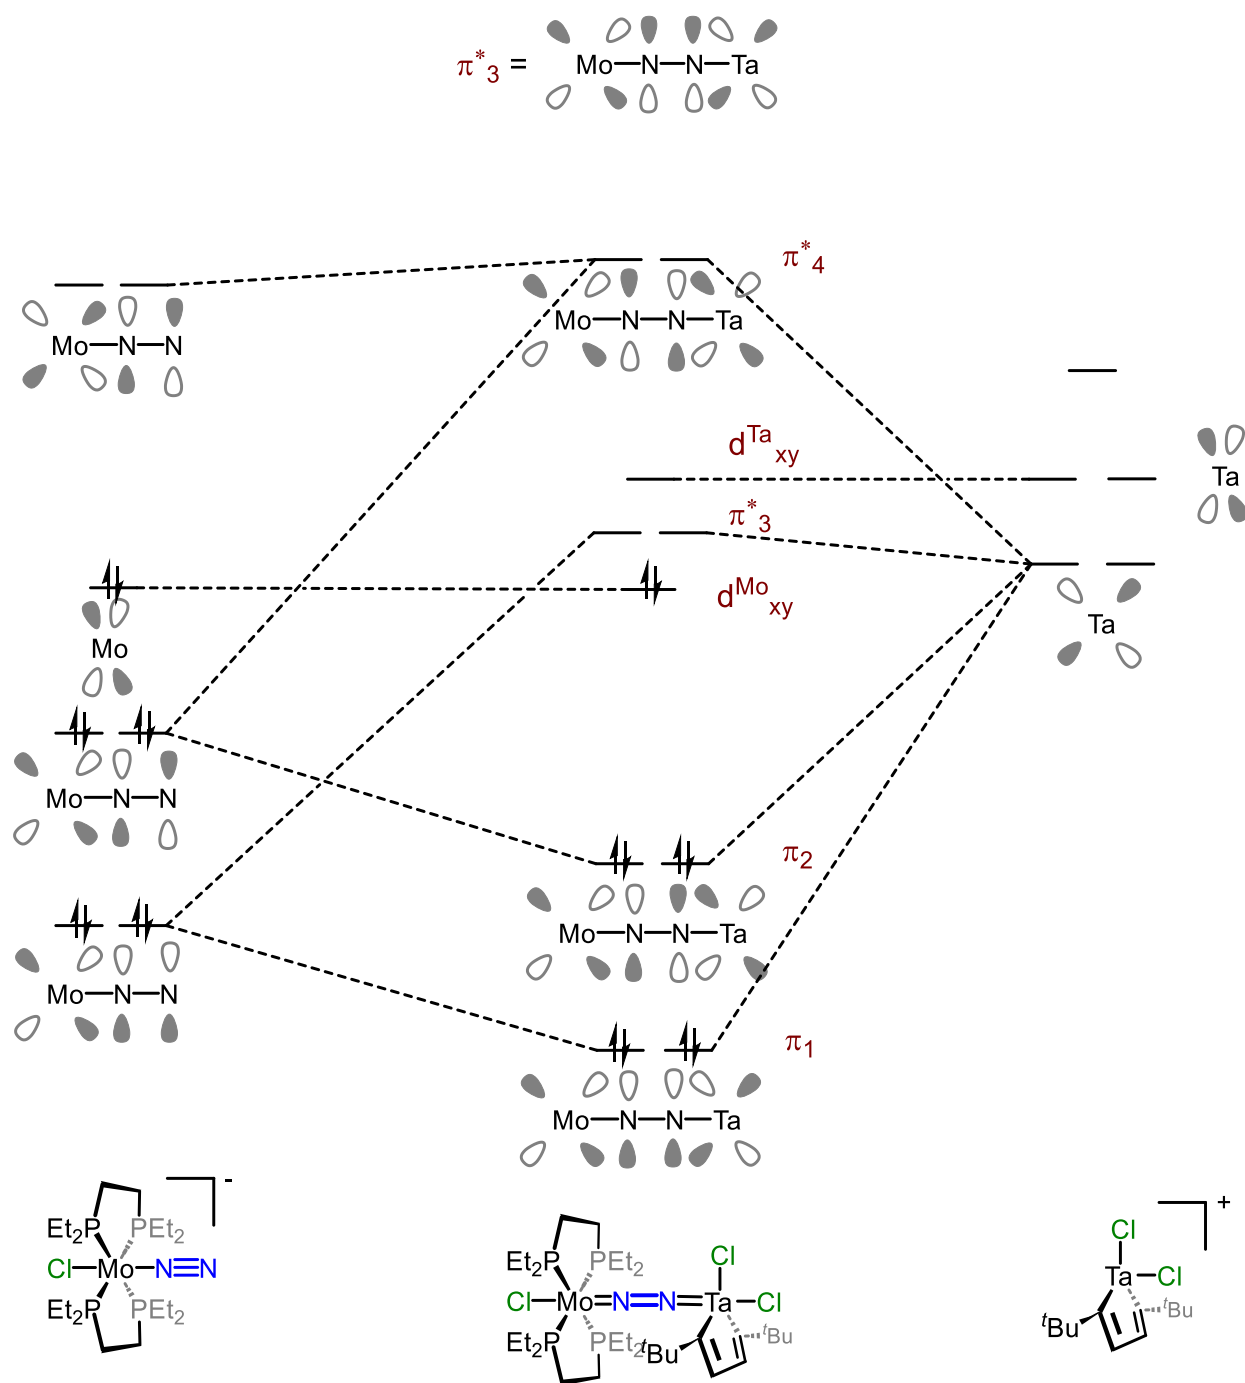 π*3 =
Mo N N Ta
π*4
Mo N N
Mo N N Ta
d^Ta_xy
Ta
π*3
d^Mo_xy
Ta
Mo
Mo N N
π2
Mo N N Ta
Mo N N
π1
Mo N N Ta
-
Et2P PEt2
Cl Mo N≡N
Et2P PEt2
Cl
Et2P PEt2
Cl Mo=N=N=Ta Cl
Et2P PEt2
tBu
tBu
+
Cl
Ta Cl
tBu
tBu